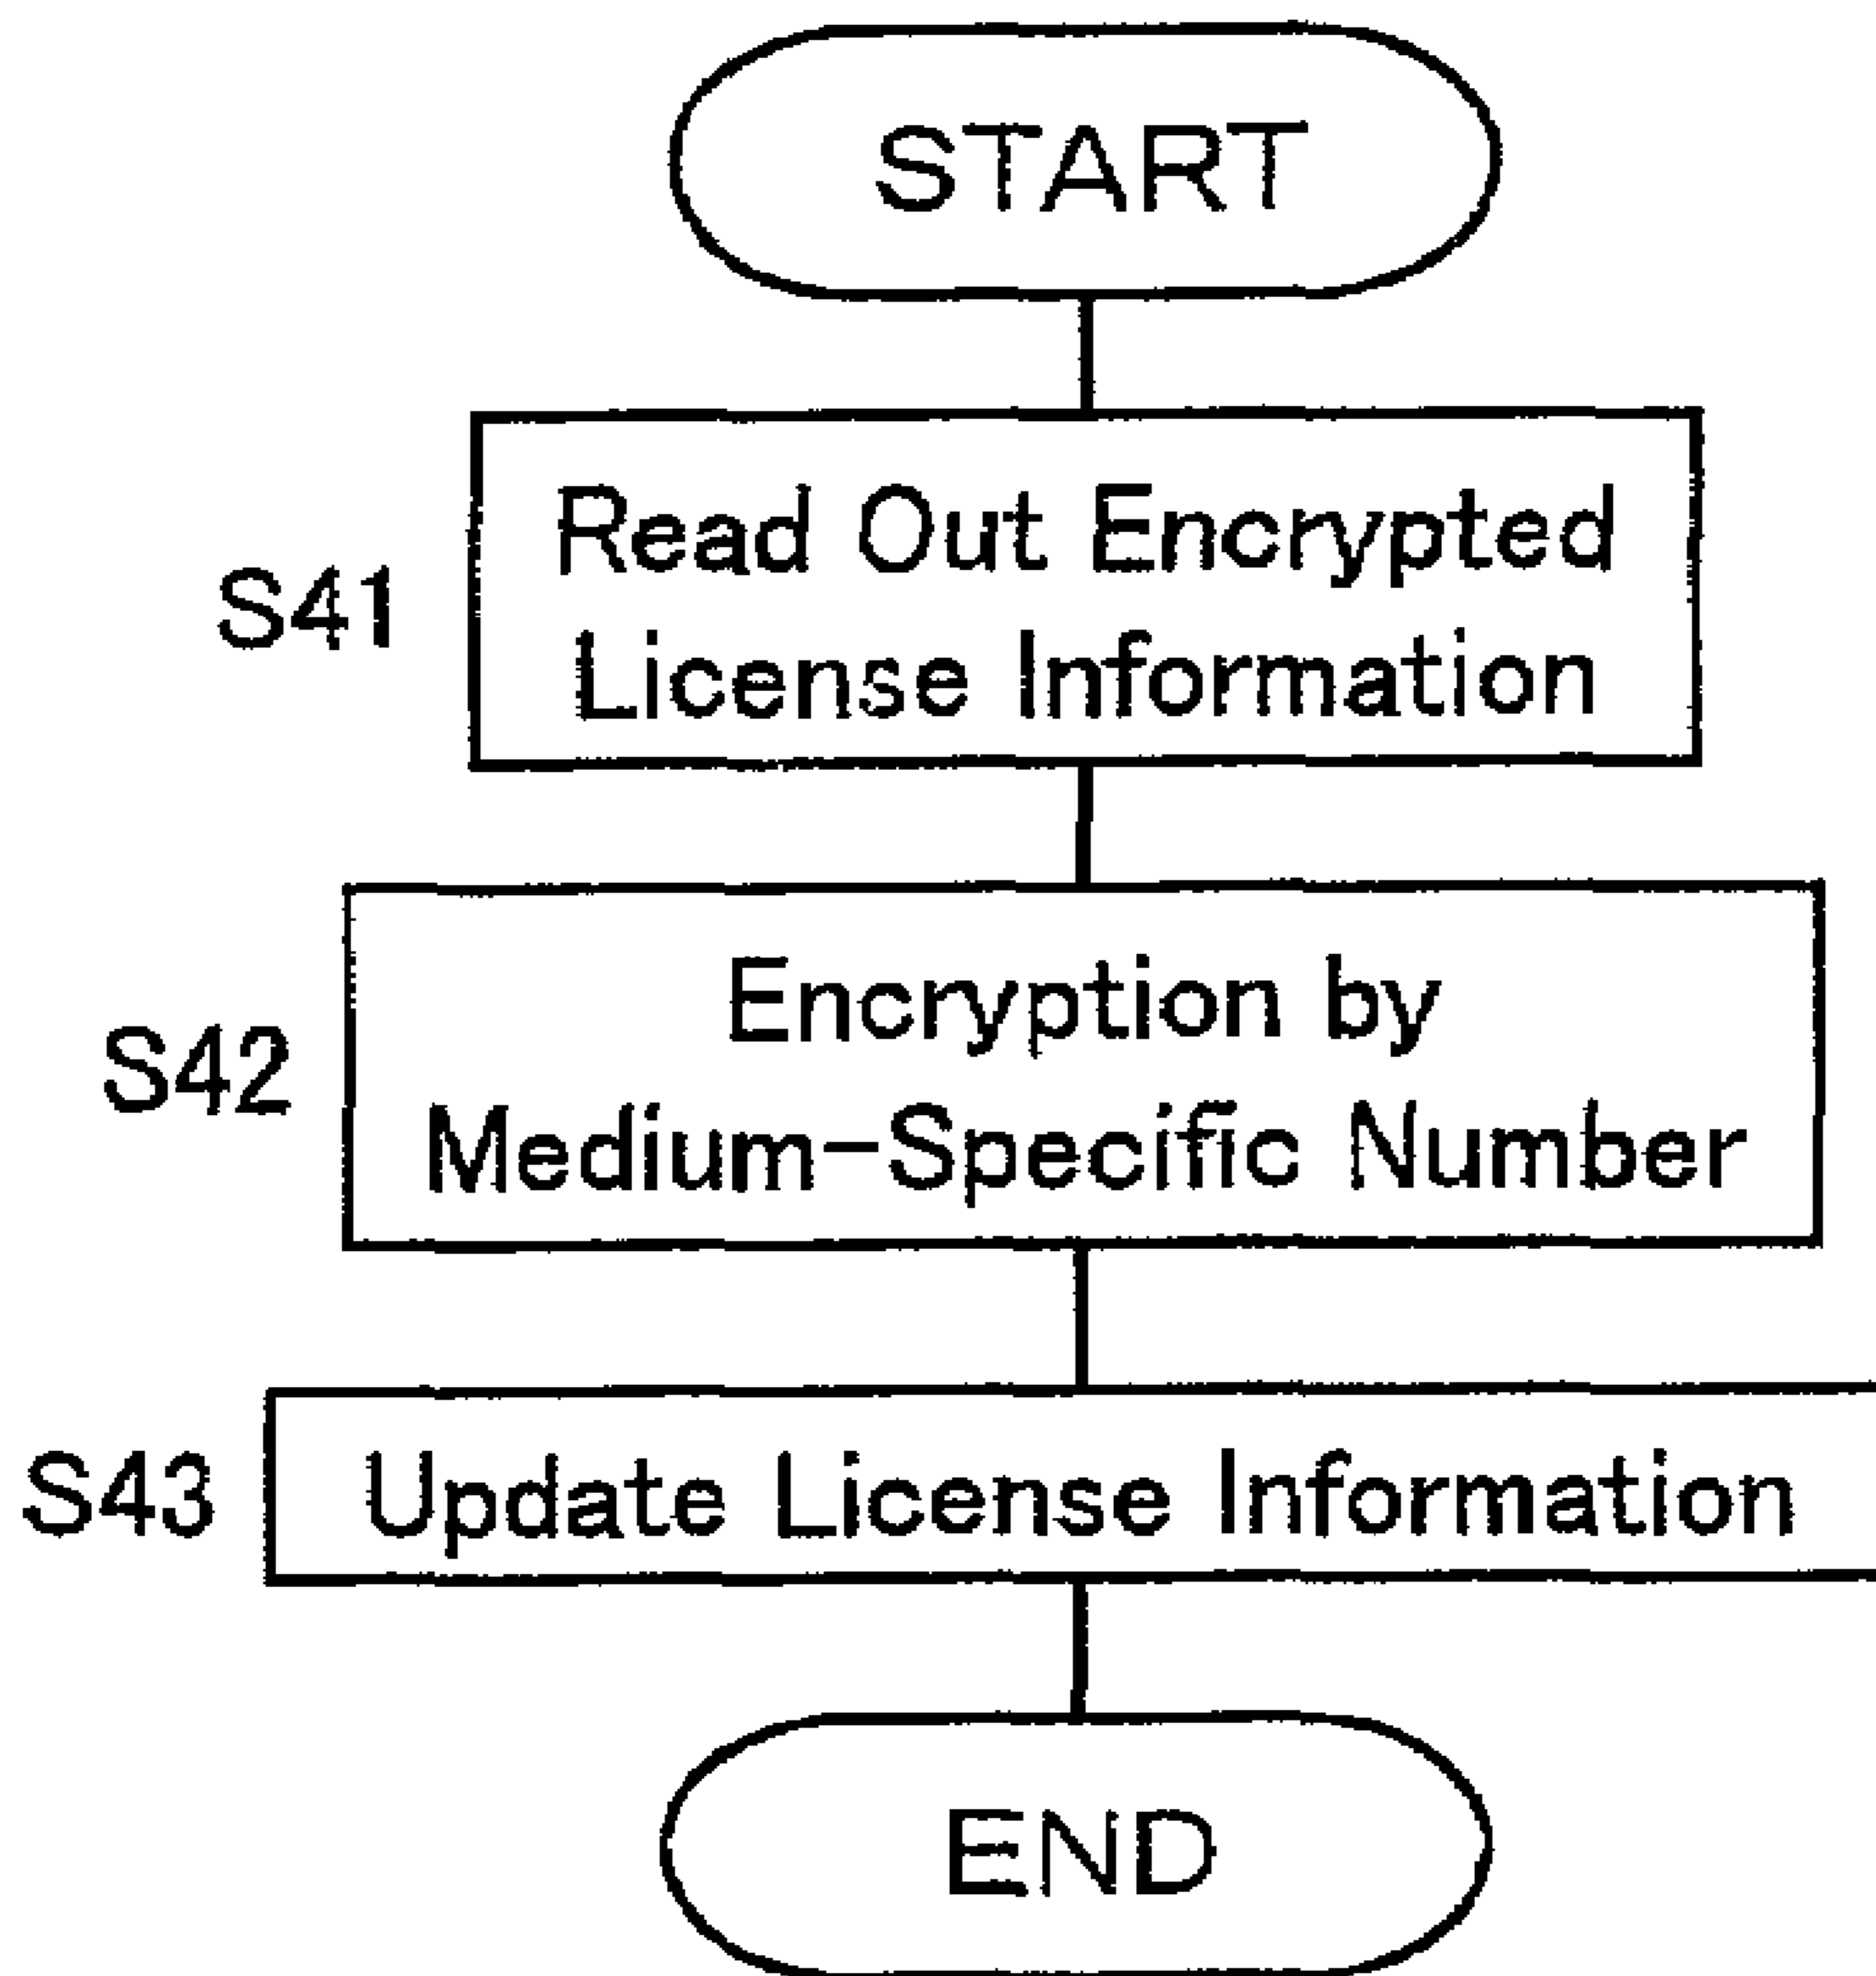 START
S41
Read Out Encrypted
License Information
S42
Encryption by
Medium-Specific Number
S43
Update License Information
END